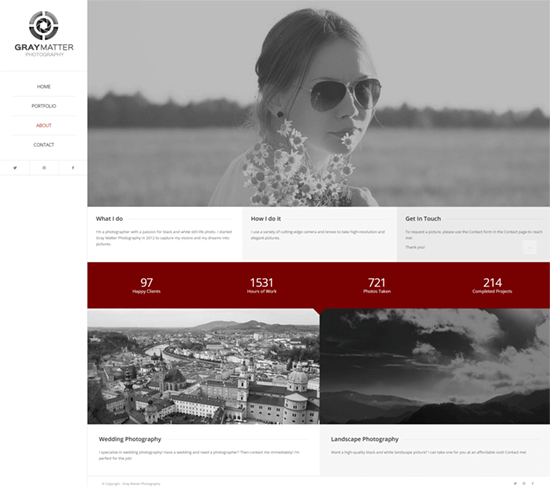 GRAYMATTER
PHOTOGRAPHY
HOME
PORTFOLIO
ABOUT
CONTACT
What I do
I'm a photographer with a passion for black and white still-life photo. I started
Gray Matter Photography in 2012 to capture my visions and my dreams into
pictures.
How I do it
I use a variety of cutting-edge camera and lenses to take high-resolution and
elegant pictures.
Get in Touch
To request a picture, please use the Contact form in the Contact page to reach
me!
Thank you!
97
Happy Clients
1531
Hours of Work
721
Photos Taken
214
Completed Projects
Wedding Photography
I specialize in wedding photography! Have a wedding and need a photographer? Then contact me immediately! I'm
perfect for the job!
Landscape Photography
Want a high-quality black and white landscape picture? I can take one for you at an affordable cost! Contact me!
© Copyright - Gray Matter Photography